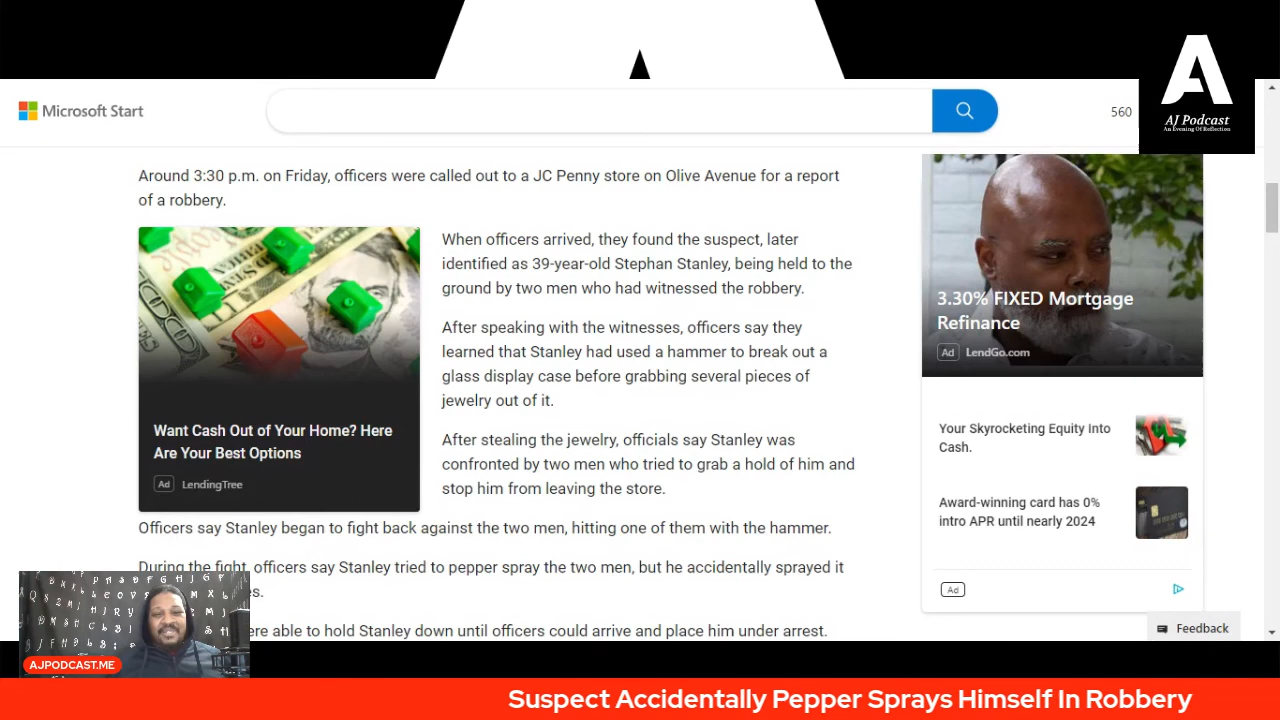 Microsoft Start
560
AJ Podcast
An Evening Of Reflection
Around 3:30 p.m. on Friday, officers were called out to a JC Penny store on Olive Avenue for a report
of a robbery.
Want Cash Out of Your Home? Here
Are Your Best Options
Ad LendingTree
When officers arrived, they found the suspect, later
identified as 39-year-old Stephan Stanley, being held to the
ground by two men who had witnessed the robbery.
After speaking with the witnesses, officers say they
learned that Stanley had used a hammer to break out a
glass display case before grabbing several pieces of
jewelry out of it.
After stealing the jewelry, officials say Stanley was
confronted by two men who tried to grab a hold of him and
stop him from leaving the store.
Officers say Stanley began to fight back against the two men, hitting one of them with the hammer.
During the fight, officers say Stanley tried to pepper spray the two men, but he accidentally sprayed it
able to hold Stanley down until officers could arrive and place him under arrest.
3.30% FIXED Mortgage
Refinance
Ad LendGo.com
Your Skyrocketing Equity Into
Cash.
Award-winning card has 0%
intro APR until nearly 2024
Ad
Feedback
AJPODCAST.ME
Suspect Accidentally Pepper Sprays Himself In Robbery